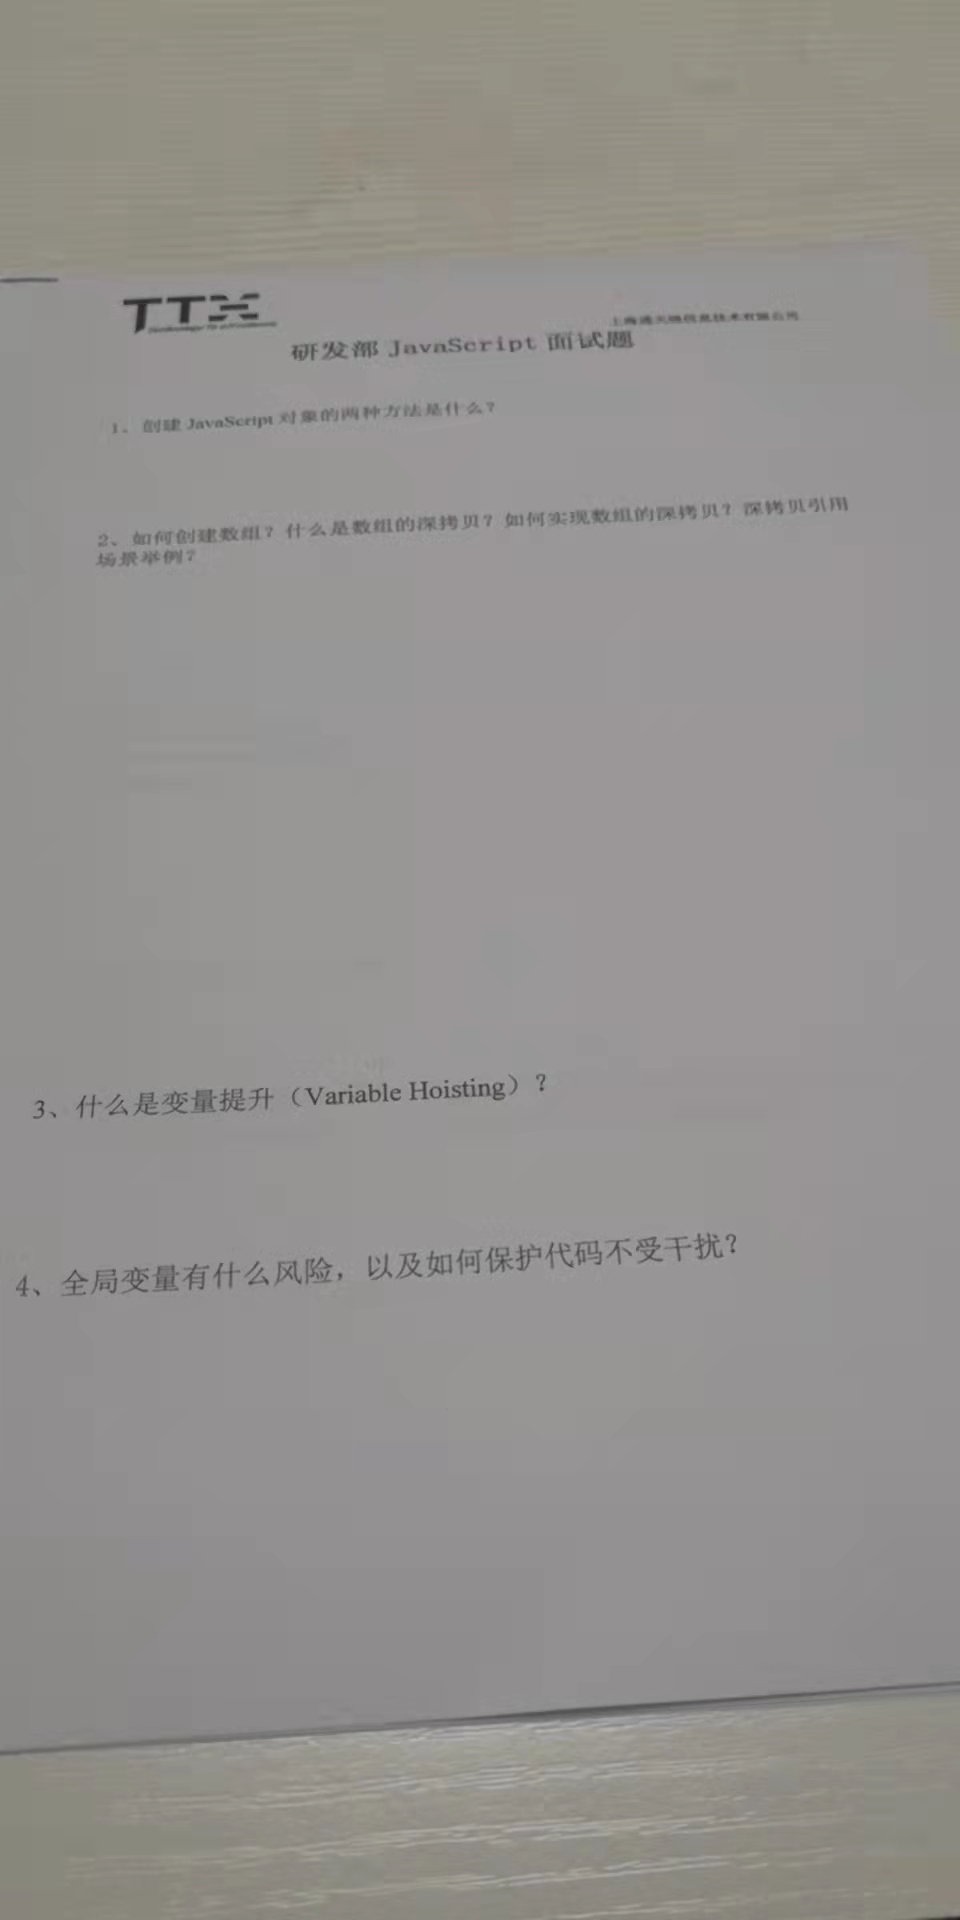 TTX
研发部 JavaScript 面试题
1、创建 JavaScript 对象的两种方法是什么？
2、如何创建数组？什么是数组的深拷贝？如何实现数组的深拷贝？深拷贝引用
场景举例？
3、什么是变量提升（Variable Hoisting）？
4、全局变量有什么风险，以及如何保护代码不受干扰？